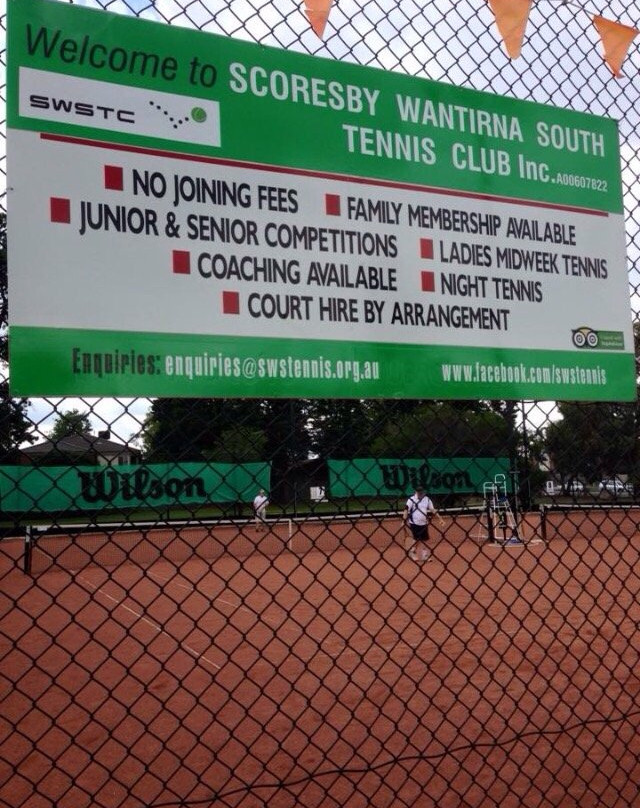 Welcome to SCORESBY WANTIRNA SOUTH
TENNIS CLUB Inc. A00607822
SWSTC
NO JOINING FEES
FAMILY MEMBERSHIP AVAILABLE
JUNIOR & SENIOR COMPETITIONS
LADIES MIDWEEK TENNIS
COACHING AVAILABLE
NIGHT TENNIS
COURT HIRE BY ARRANGEMENT
Enquiries: enquiries@swstennis.org.au
www.facebook.com/swstennis
Wilson
Wilson